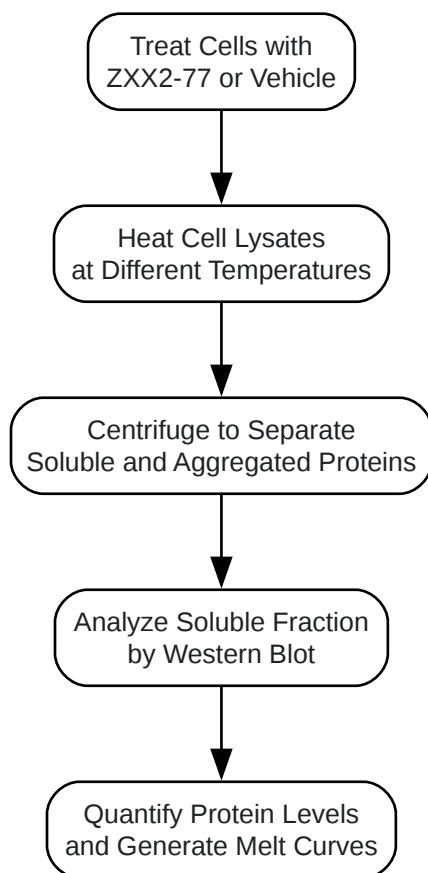 Treat Cells with
ZXX2-77 or Vehicle
Heat Cell Lysates
at Different Temperatures
Centrifuge to Separate
Soluble and Aggregated Proteins
Analyze Soluble Fraction
by Western Blot
Quantify Protein Levels
and Generate Melt Curves